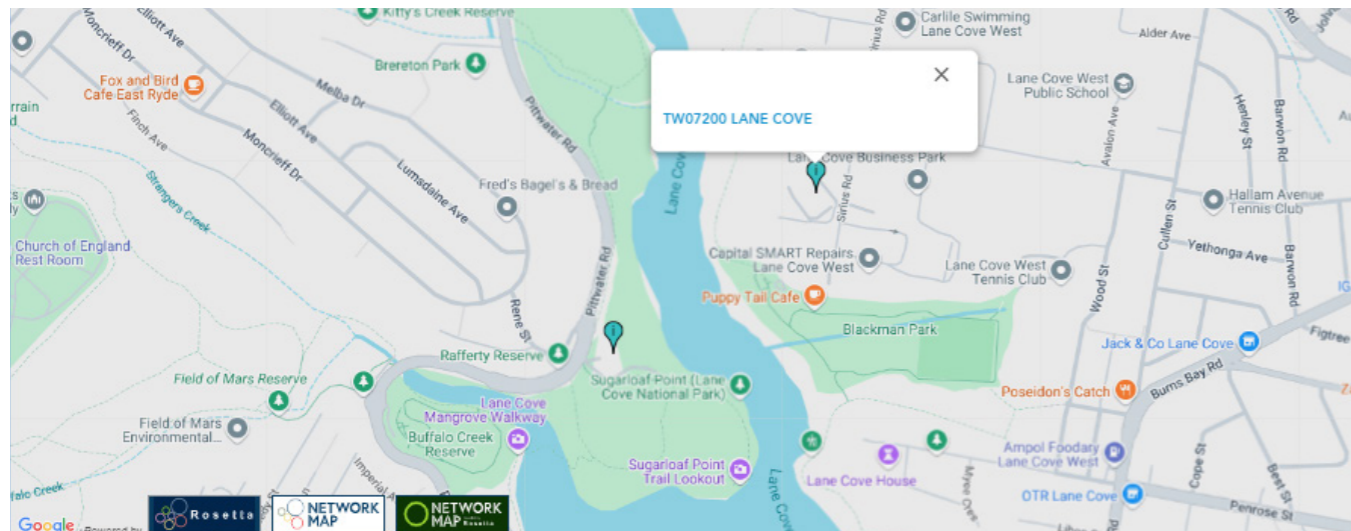 Kitty's Creek Reserve
Carlile Swimming
Lane Cove West
Elliott Ave
Moncrieff Dr
Alder Ave
Brereton Park
Fox and Bird
Cafe East Ryde
Melba Dr
Lane Cove West
Public School
Pittwater Rd
TW07200 LANE COVE
Henley St
Barwon Rd
Avalon Ave
Finch Ave
Elliott Ave
Moncrieff Dr
Lane Cove Business Park
Strangers Creek
Lumsdaine Ave
Fred's Bagel's & Bread
Lane Cove
Sirius Rd
Hallam Avenue
Tennis Club
Cullen St
Church of England
Rest Room
Pittwater Rd
Capital SMART Repairs
Lane Cove West
Yethonga Ave
Lane Cove West
Tennis Club
Wood St
Barwon Rd
Puppy Tail Cafe
Rene St
Blackman Park
Figtree
Jack & Co Lane Cove
Rafferty Reserve
Burns Bay Rd
Field of Mars Reserve
Sugarloaf Point (Lane
Cove National Park)
Poseidon's Catch
Lane Cove
Mangrove Walkway
Field of Mars
Environmental...
Buffalo Creek
Reserve
Ampol Foodary
Lane Cove West
Sugarloaf Point
Trail Lookout
Lane Cove
Lane Cove House
Cope St
Best St
OTR Lane Cove
Penrose St
Rosetta
NETWORK
MAP
NETWORK
MAP
Google